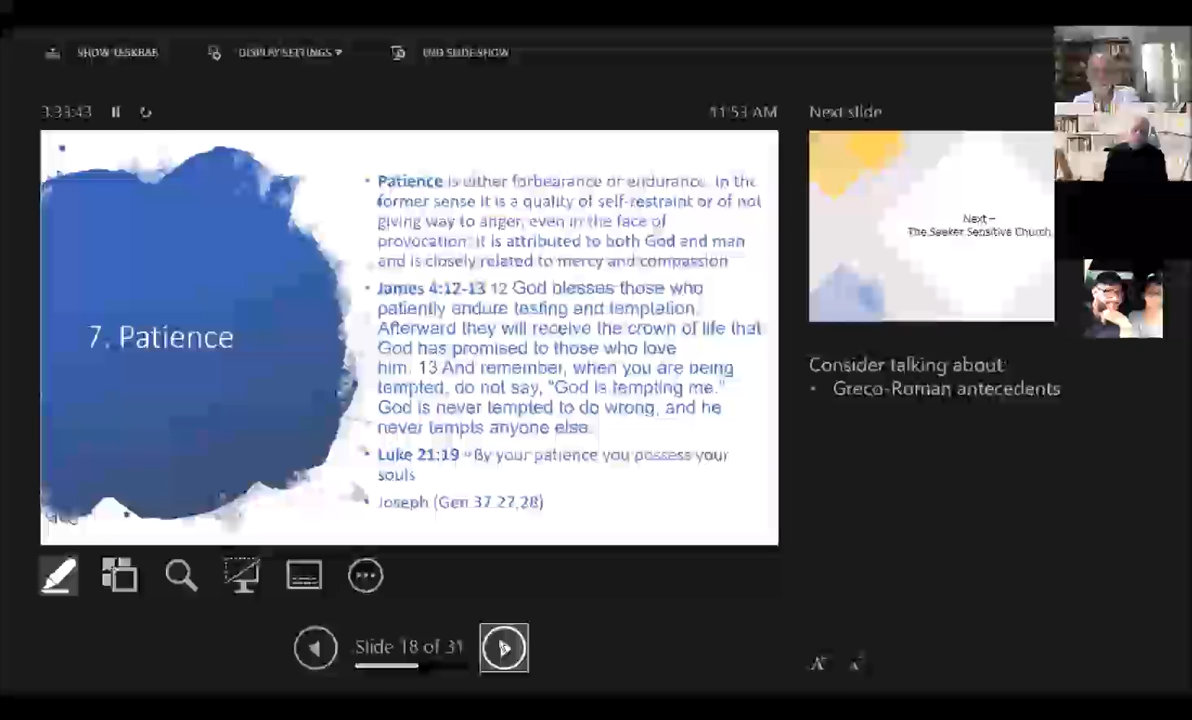 SHOW TASKBAR
DISPLAY SETTINGS ▾
END SLIDE SHOW
3:33:43
11:53 AM
Next slide
7. Patience
• Patience is either forbearance or endurance. In the
former sense it is a quality of self-restraint or of not
giving way to anger, even in the face of
provocation. It is attributed to both God and man
and is closely related to mercy and compassion
• James 4:12-13 12 God blesses those who
patiently endure testing and temptation.
Afterward they will receive the crown of life that
God has promised to those who love
him. 13 And remember, when you are being
tempted, do not say, "God is tempting me."
God is never tempted to do wrong, and he
never tempts anyone else.
• Luke 21:19 - By your patience you possess your
souls
• Joseph (Gen 37:27,28)
Next –
The Seeker Sensitive Church
Consider talking about
• Greco-Roman antecedents
Slide 18 of 31
A A